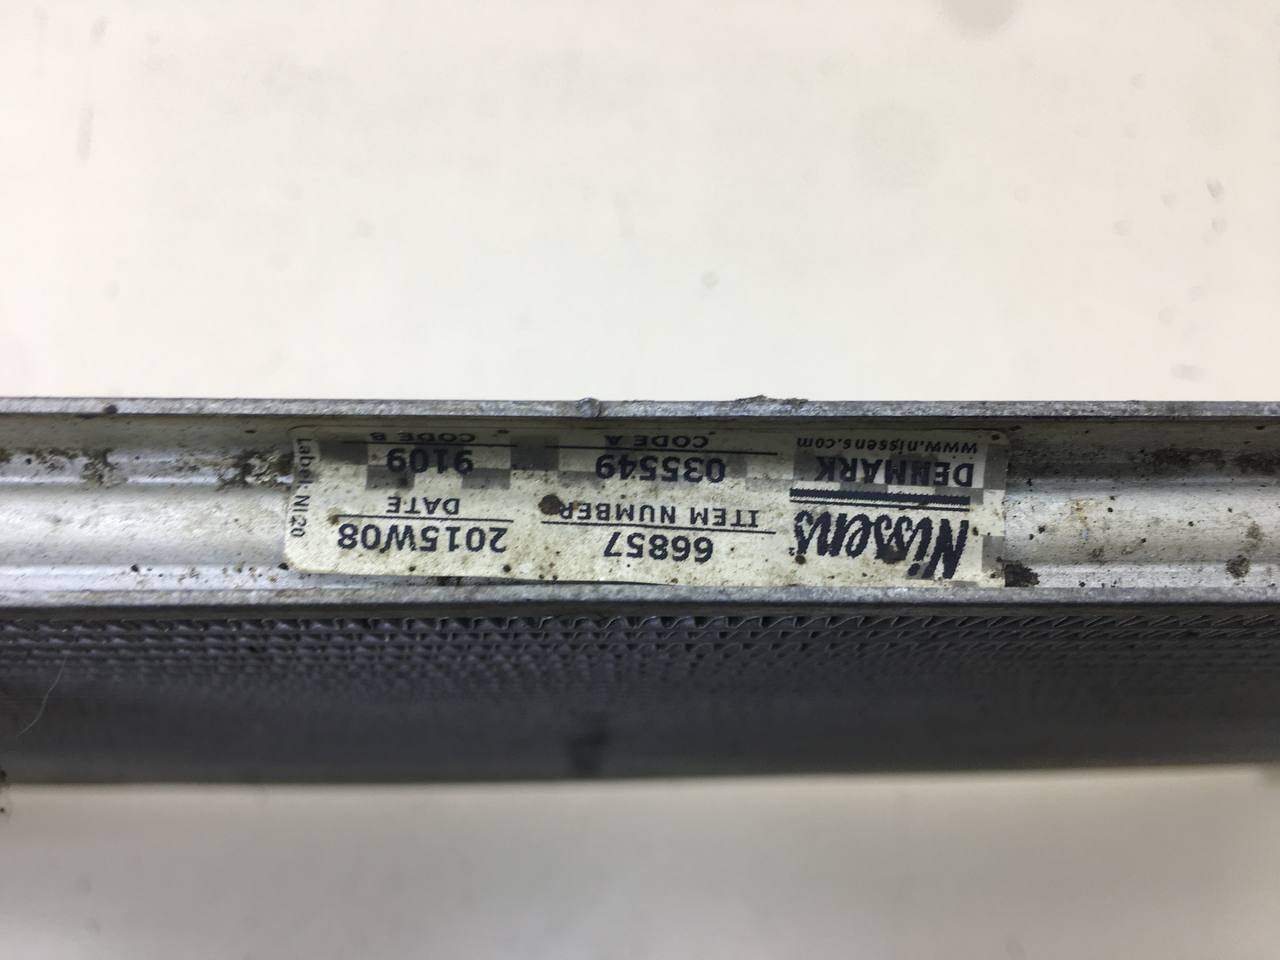 Nissens
DENMARK
www.nissens.com
66857
ITEM NUMBER
035549
CODE A
2015W08
DATE
9109
CODE B
Label-NI20